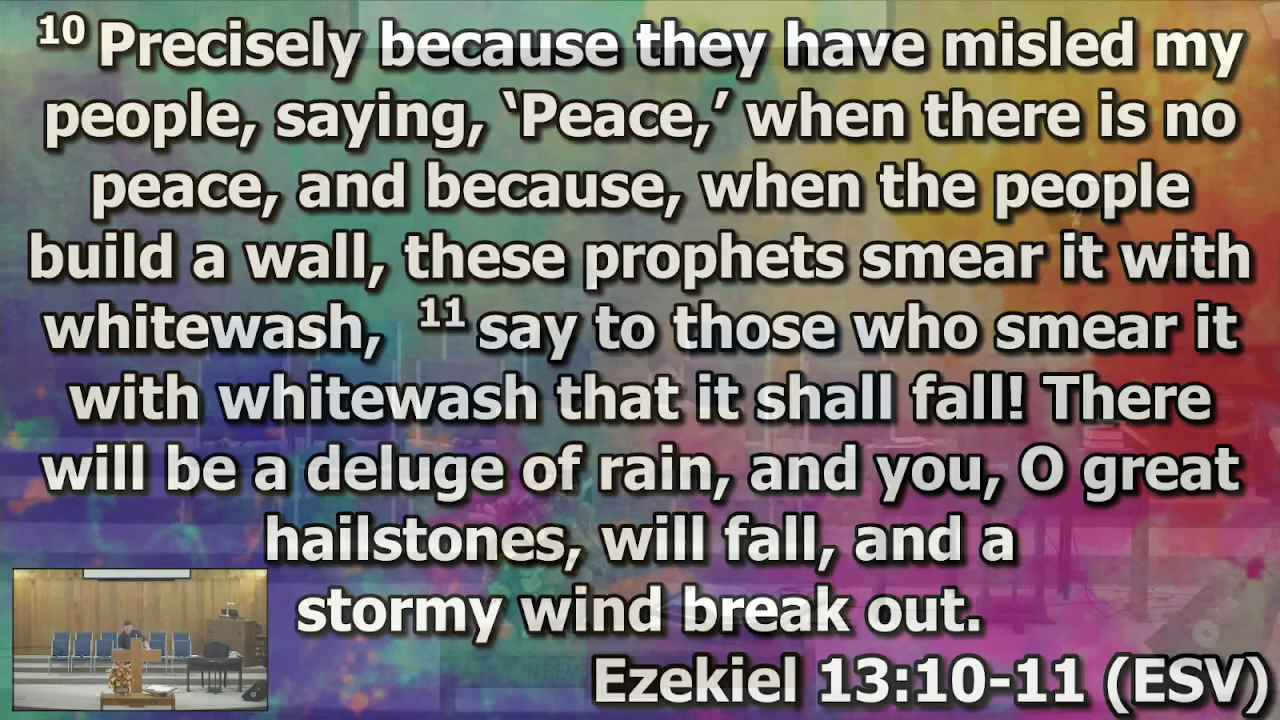 10 Precisely because they have misled my
people, saying, ‘Peace,’ when there is no
peace, and because, when the people
build a wall, these prophets smear it with
whitewash, 11 say to those who smear it
with whitewash that it shall fall! There
will be a deluge of rain, and you, O great
hailstones, will fall, and a
stormy wind break out.
Ezekiel 13:10-11 (ESV)